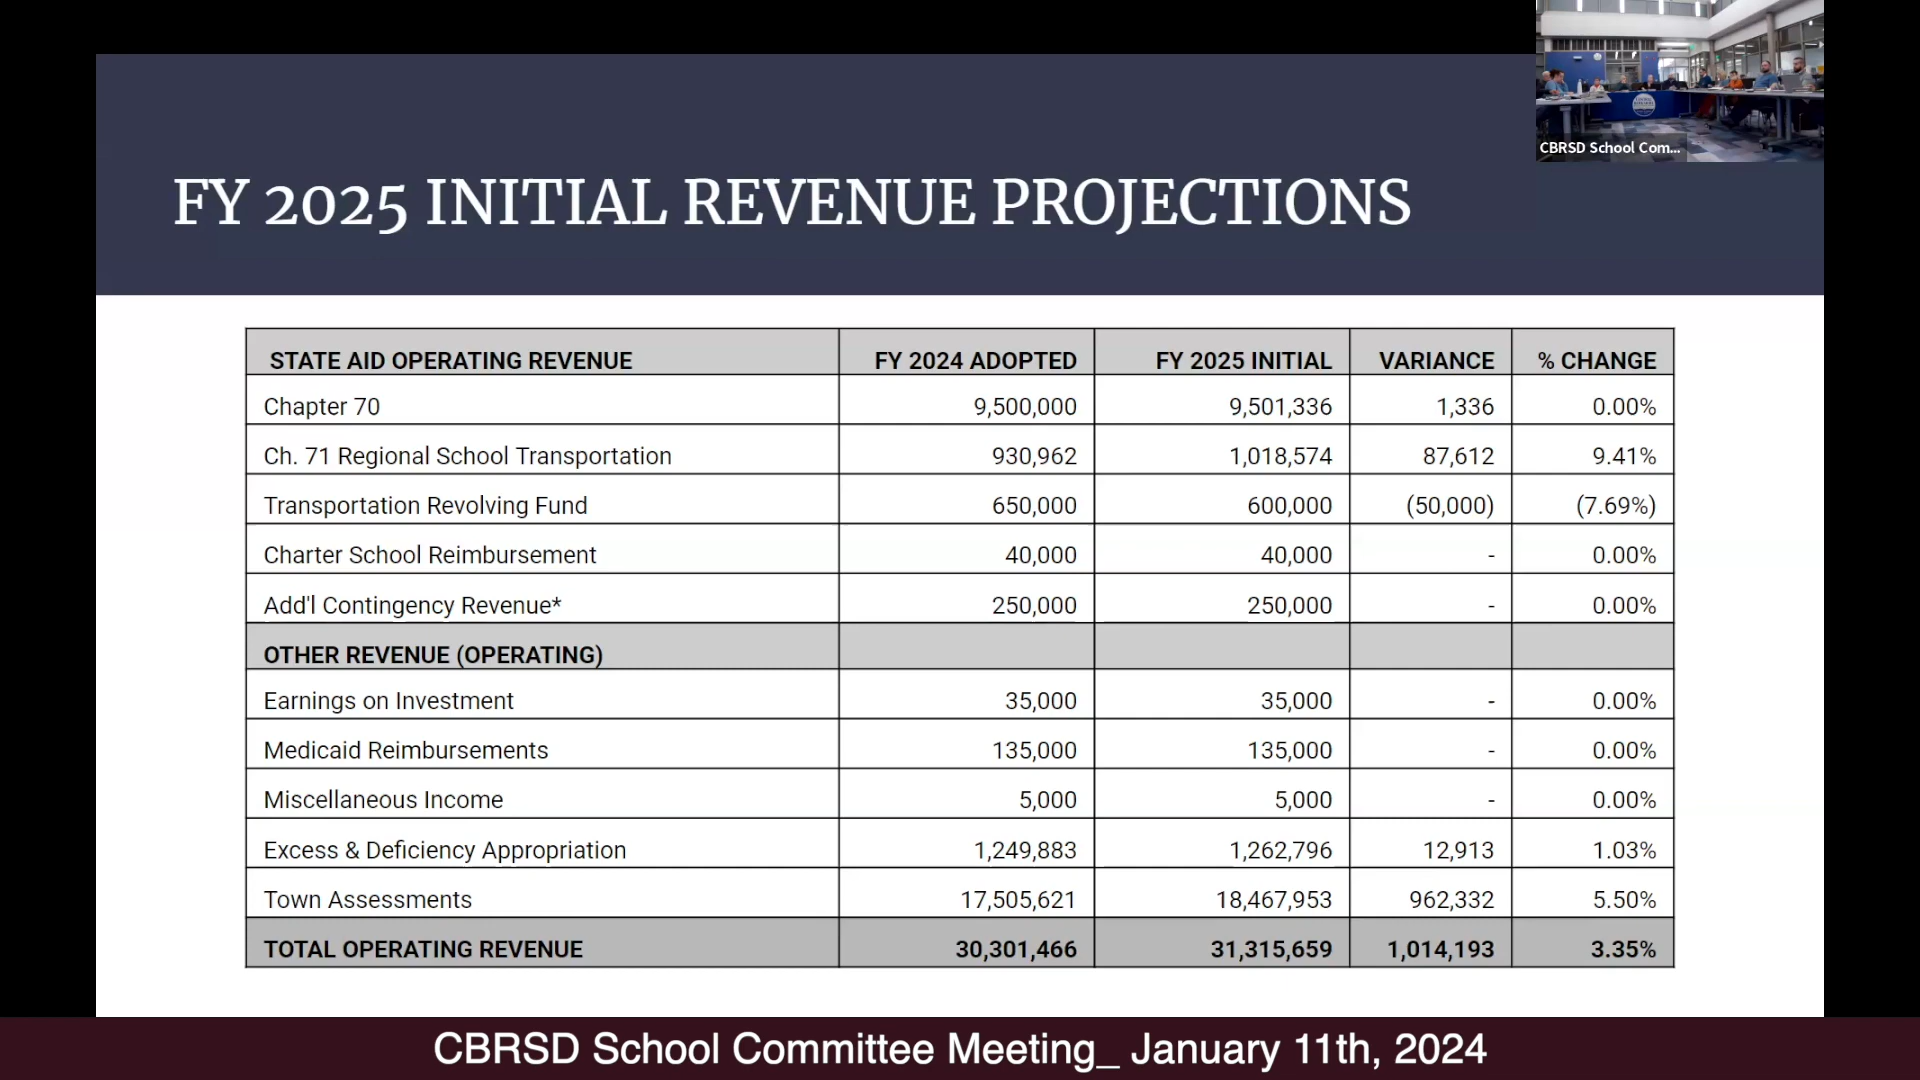 CBRSD School Com...
FY 2025 INITIAL REVENUE PROJECTIONS
STATE AID OPERATING REVENUE FY 2024 ADOPTED FY 2025 INITIAL VARIANCE % CHANGE
Chapter 70 9,500,000 9,501,336 1,336 0.00%
Ch. 71 Regional School Transportation 930,962 1,018,574 87,612 9.41%
Transportation Revolving Fund 650,000 600,000 (50,000) (7.69%)
Charter School Reimbursement 40,000 40,000 - 0.00%
Add'l Contingency Revenue* 250,000 250,000 - 0.00%
OTHER REVENUE (OPERATING)
Earnings on Investment 35,000 35,000 - 0.00%
Medicaid Reimbursements 135,000 135,000 - 0.00%
Miscellaneous Income 5,000 5,000 - 0.00%
Excess & Deficiency Appropriation 1,249,883 1,262,796 12,913 1.03%
Town Assessments 17,505,621 18,467,953 962,332 5.50%
TOTAL OPERATING REVENUE 30,301,466 31,315,659 1,014,193 3.35%
CBRSD School Committee Meeting_ January 11th, 2024